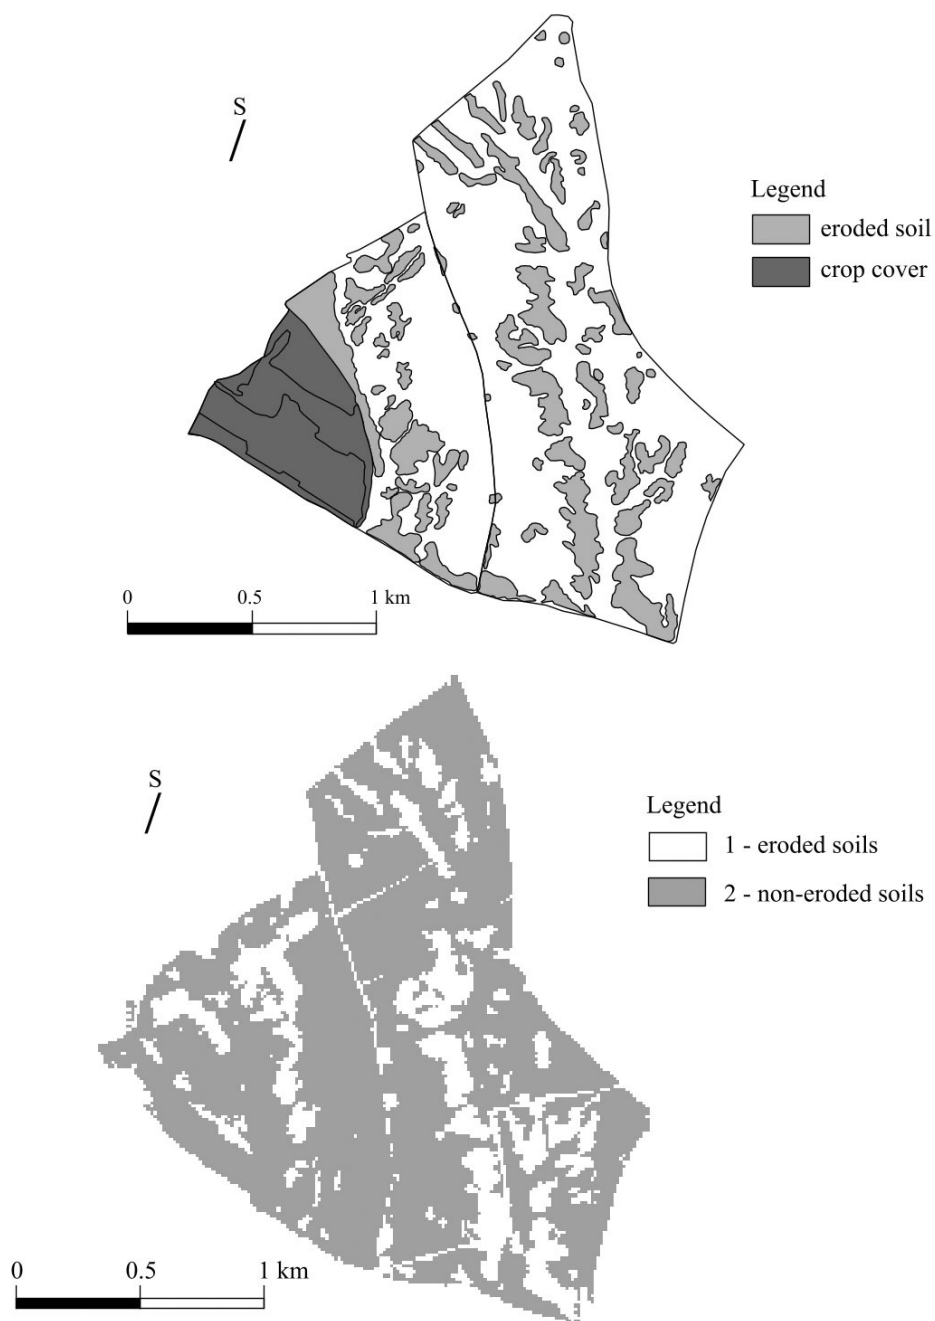 S
Legend
eroded soil
crop cover
0 0.5 1 km
S
Legend
1 - eroded soils
2 - non-eroded soils
0 0.5 1 km